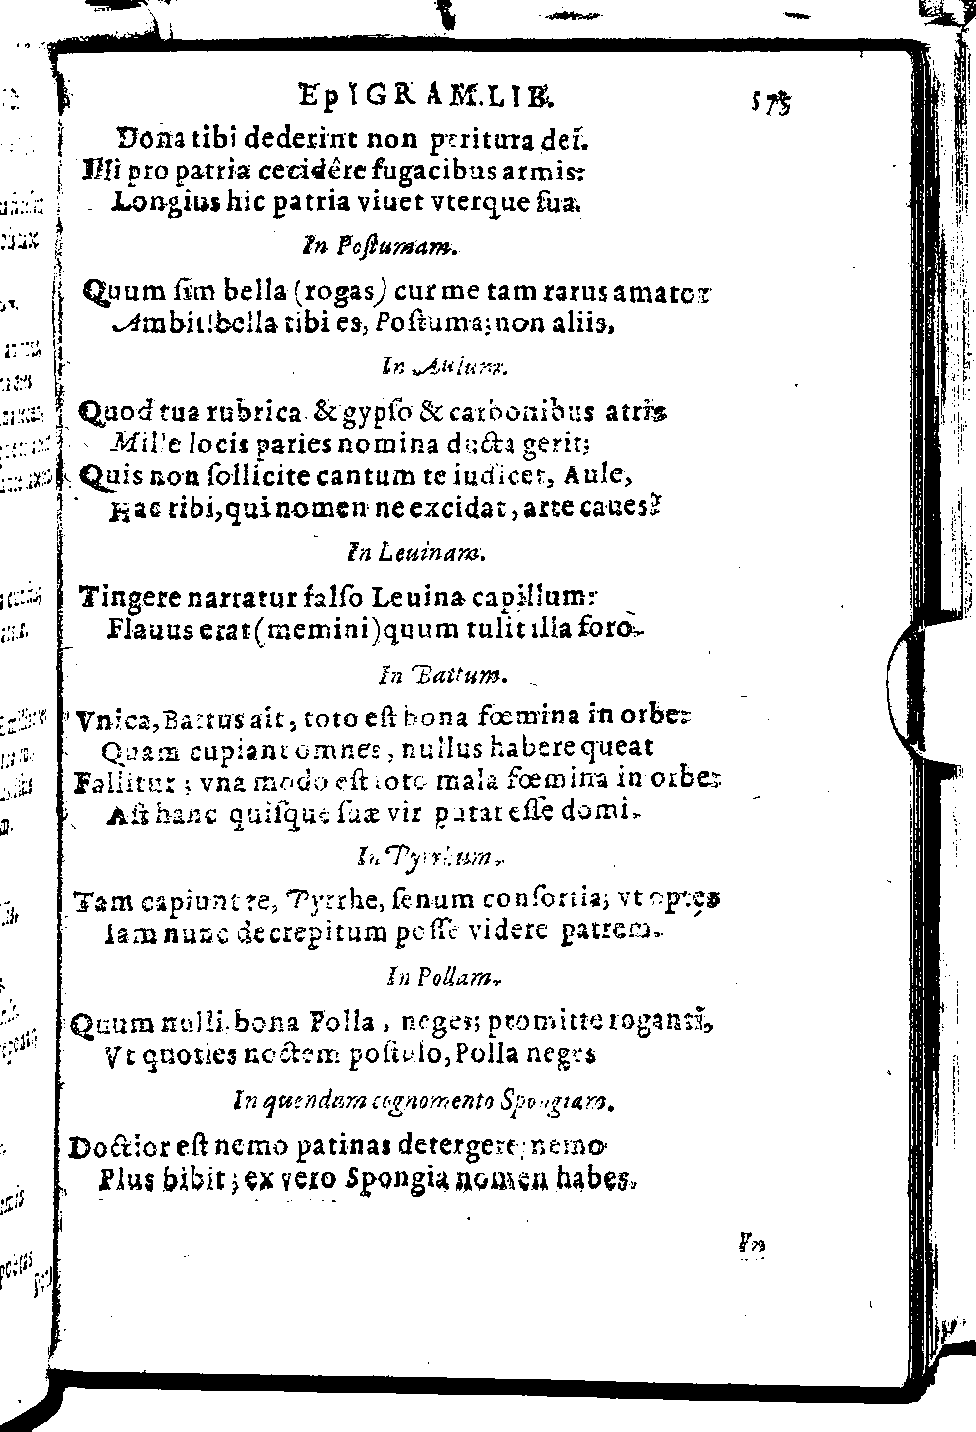 EpIGRAM.LIB. 575
Dona tibi dederint non peritura deĩ.
Illi pro patria cecidêre fugacibus armis:
Longius hic patria viuet vterque ſua.
In Poſtumam.
Quum ſim bella (rogas) cur me tam rarus amator
Ambit! bella tibi es, Poſtuma; non aliis.
In Aulum.
Quod tua rubrica & gypſo & carbonibus atris
Mille locis paries nomina ducta gerit;
Quis non ſollicite cantum te iudicet, Aule,
Hac tibi, qui nomen ne excidat, arte caues?
In Leuinam.
Tingere narratur falſo Leuina capillum:
Flauus erat (memini) quum tulit illa foro.
In Battum.
Vnica, Battus ait, toto eſt bona fœmina in orbe:
Quam cupiant omnes, nullus habere queat
Fallitur; vna modo eſt toto mala fœmina in orbe:
Aſt hanc quiſque ſuæ vir putat eſſe domi.
In Tyrrhum.
Tam capiunt te, Tyrrhe, ſenum conſortia; vt optes
Iam nunc decrepitum poſſe videre patrem.
In Pollam.
Quum nulli bona Polla, neges; promitte roganti,
Vt quoties noctem poſtulo, Polla neges
In quendam cognomento Spongiam.
Doctior eſt nemo patinas detergere; nemo
Plus bibit; ex vero Spongia nomen habes.